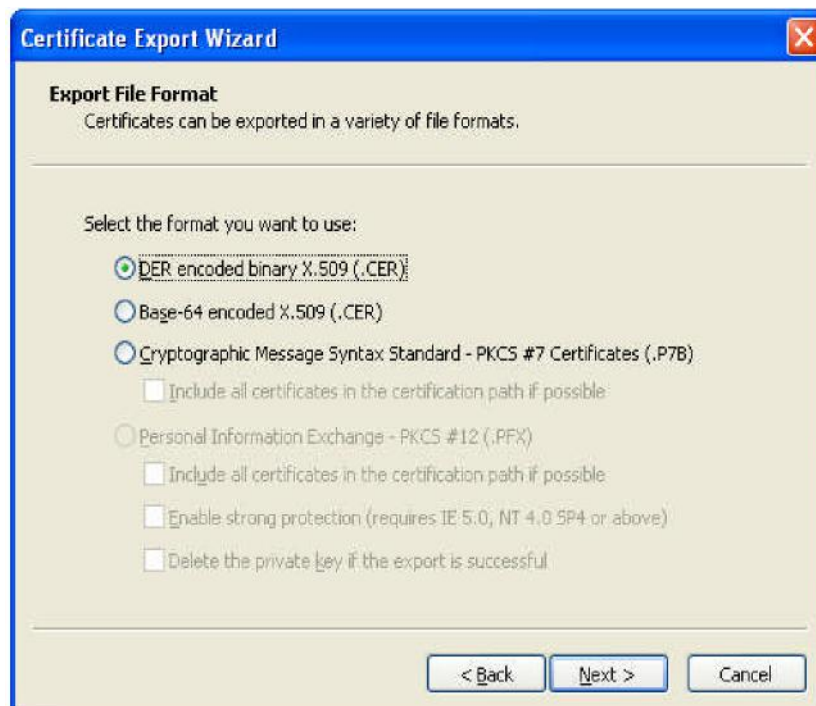 Certificate Export Wizard
Export File Format
Certificates can be exported in a variety of file formats.
Select the format you want to use:
DER encoded binary X.509 (.CER)
Base-64 encoded X.509 (.CER)
Cryptographic Message Syntax Standard - PKCS #7 Certificates (.P7B)
Include all certificates in the certification path if possible
Personal Information Exchange - PKCS #12 (.PFX)
Include all certificates in the certification path if possible
Enable strong protection (requires IE 5.0, NT 4.0 SP4 or above)
Delete the private key if the export is successful
< Back Next > Cancel